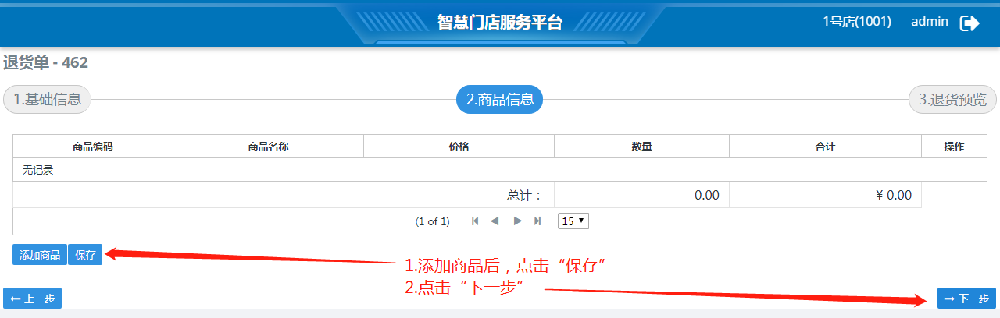 智慧门店服务平台
1号店(1001) admin
退货单 - 462
1.基础信息 2.商品信息 3.退货预览
商品编码 商品名称 价格 数量 合计 操作
无记录
总计： 0.00 ¥ 0.00
(1 of 1) 15
添加商品 保存
1.添加商品后，点击“保存”
2.点击“下一步”
上一步 下一步